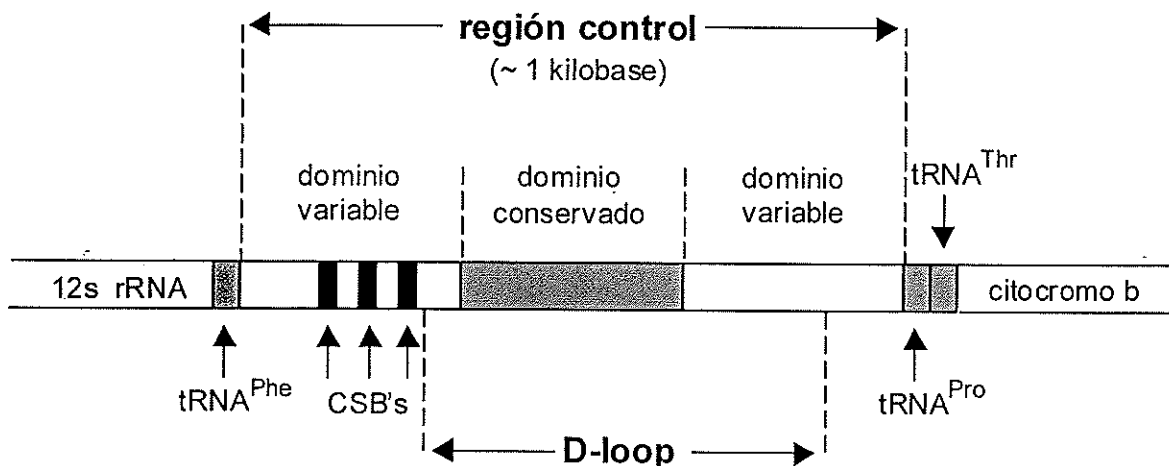 región control
(~ 1 kilobase)
dominio
variable
dominio
conservado
dominio
variable
tRNAThr
12s rRNA
citocromo b
tRNAPhe
CSB's
tRNAPro
D-loop